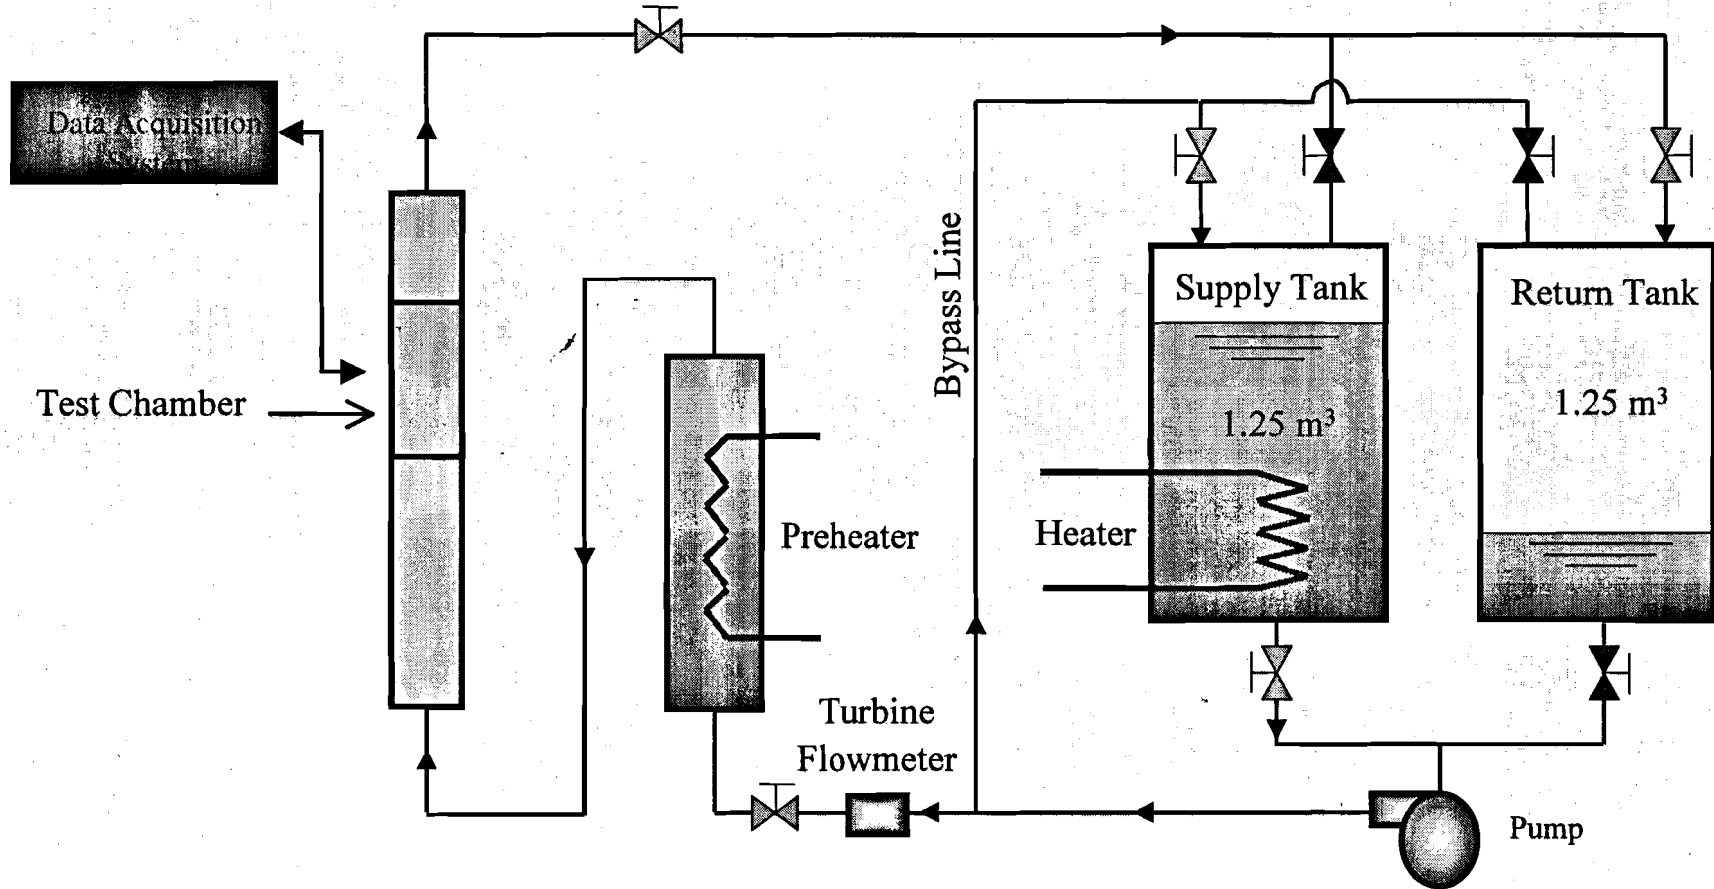 Data Acquisition
System
Test Chamber
Bypass Line
Supply Tank
1.25 m³
Return Tank
1.25 m³
Preheater
Heater
Turbine
Flowmeter
Pump